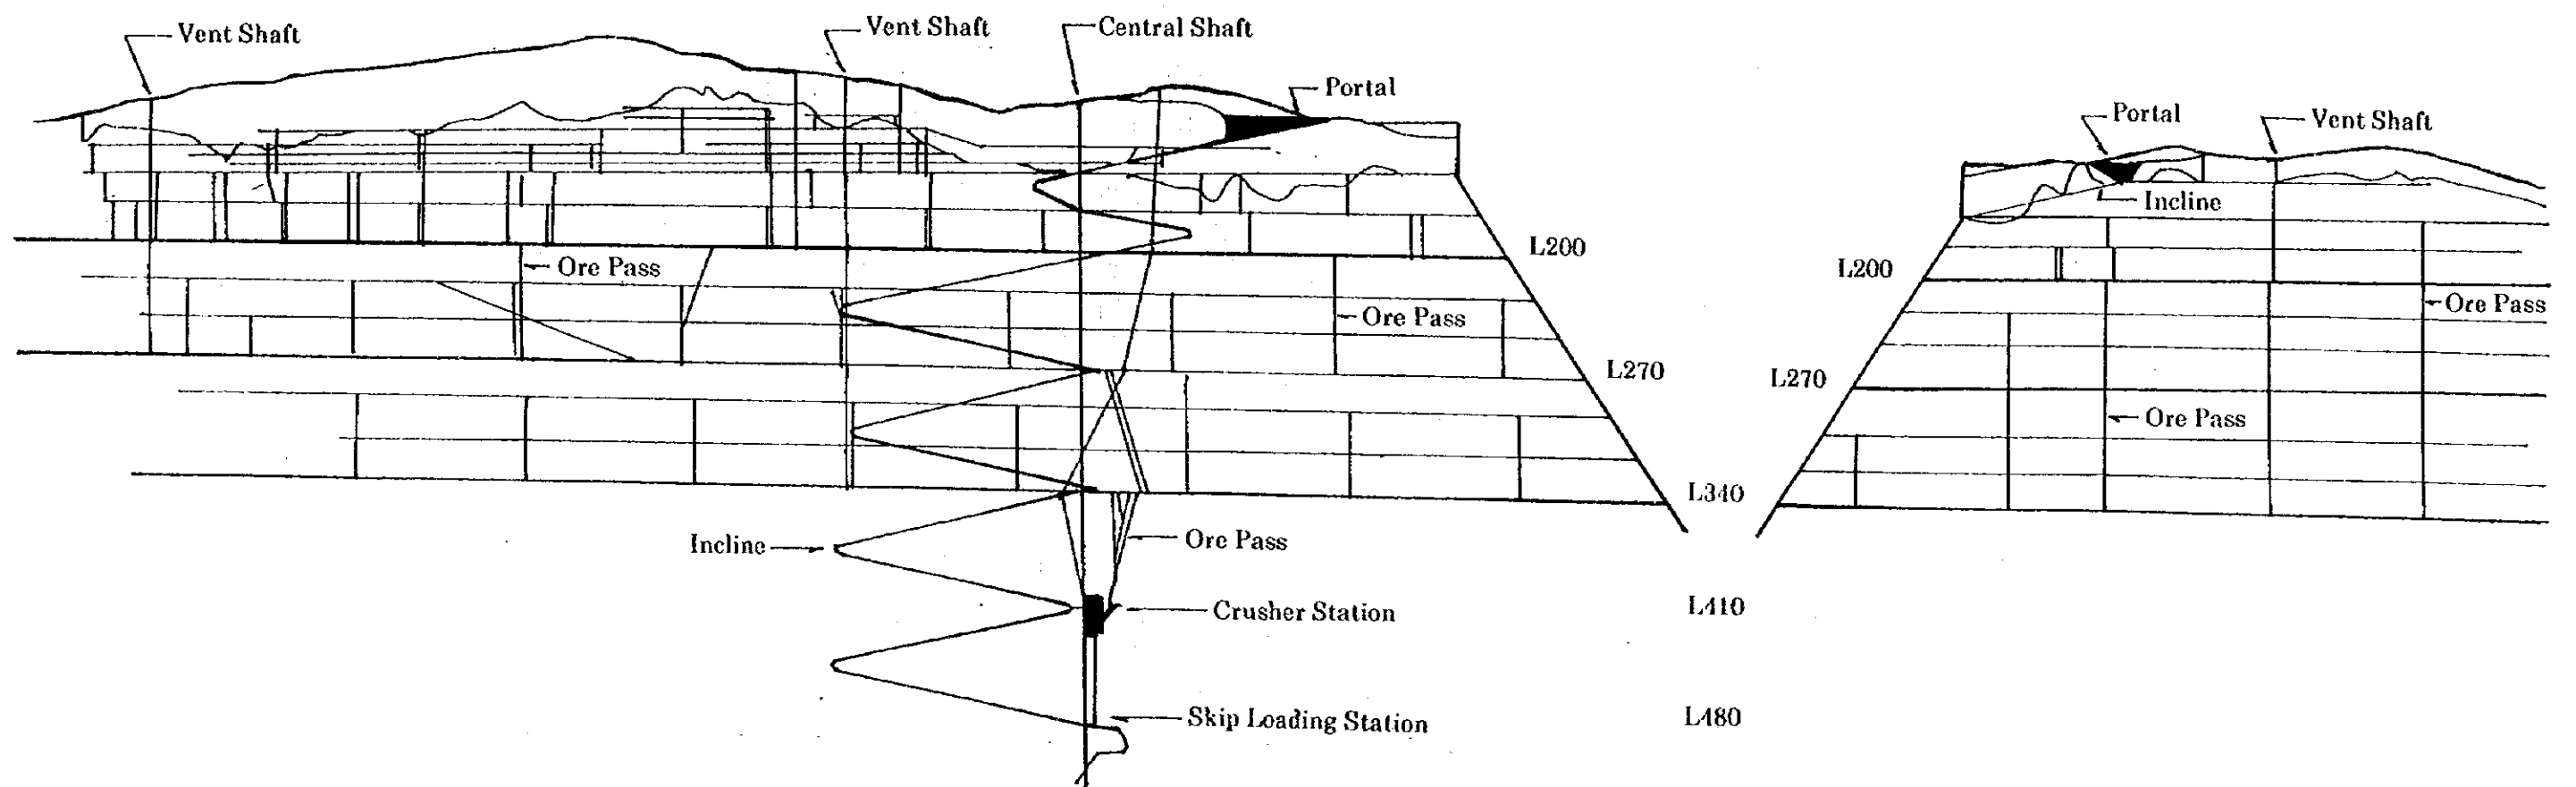 Vent Shaft
Vent Shaft
Central Shaft
Portal
Portal
Vent Shaft
Incline
L200
L200
Ore Pass
Ore Pass
Ore Pass
L270
L270
Ore Pass
L340
Incline
Ore Pass
Crusher Station
L410
Skip Loading Station
L480